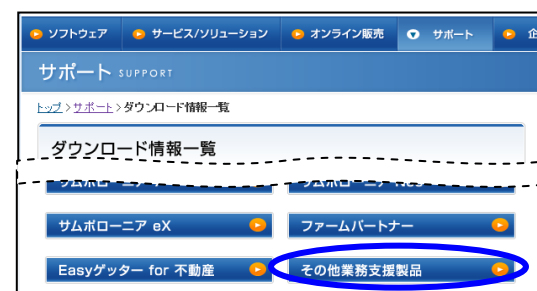 ソフトウェア サービス/ソリューション オンライン販売 サポート
サポート SUPPORT
トップ > サポート > ダウンロード情報一覧
ダウンロード情報一覧
サムポローニア eX ファームパートナー
Easyゲッター for 不動産 その他業務支援製品